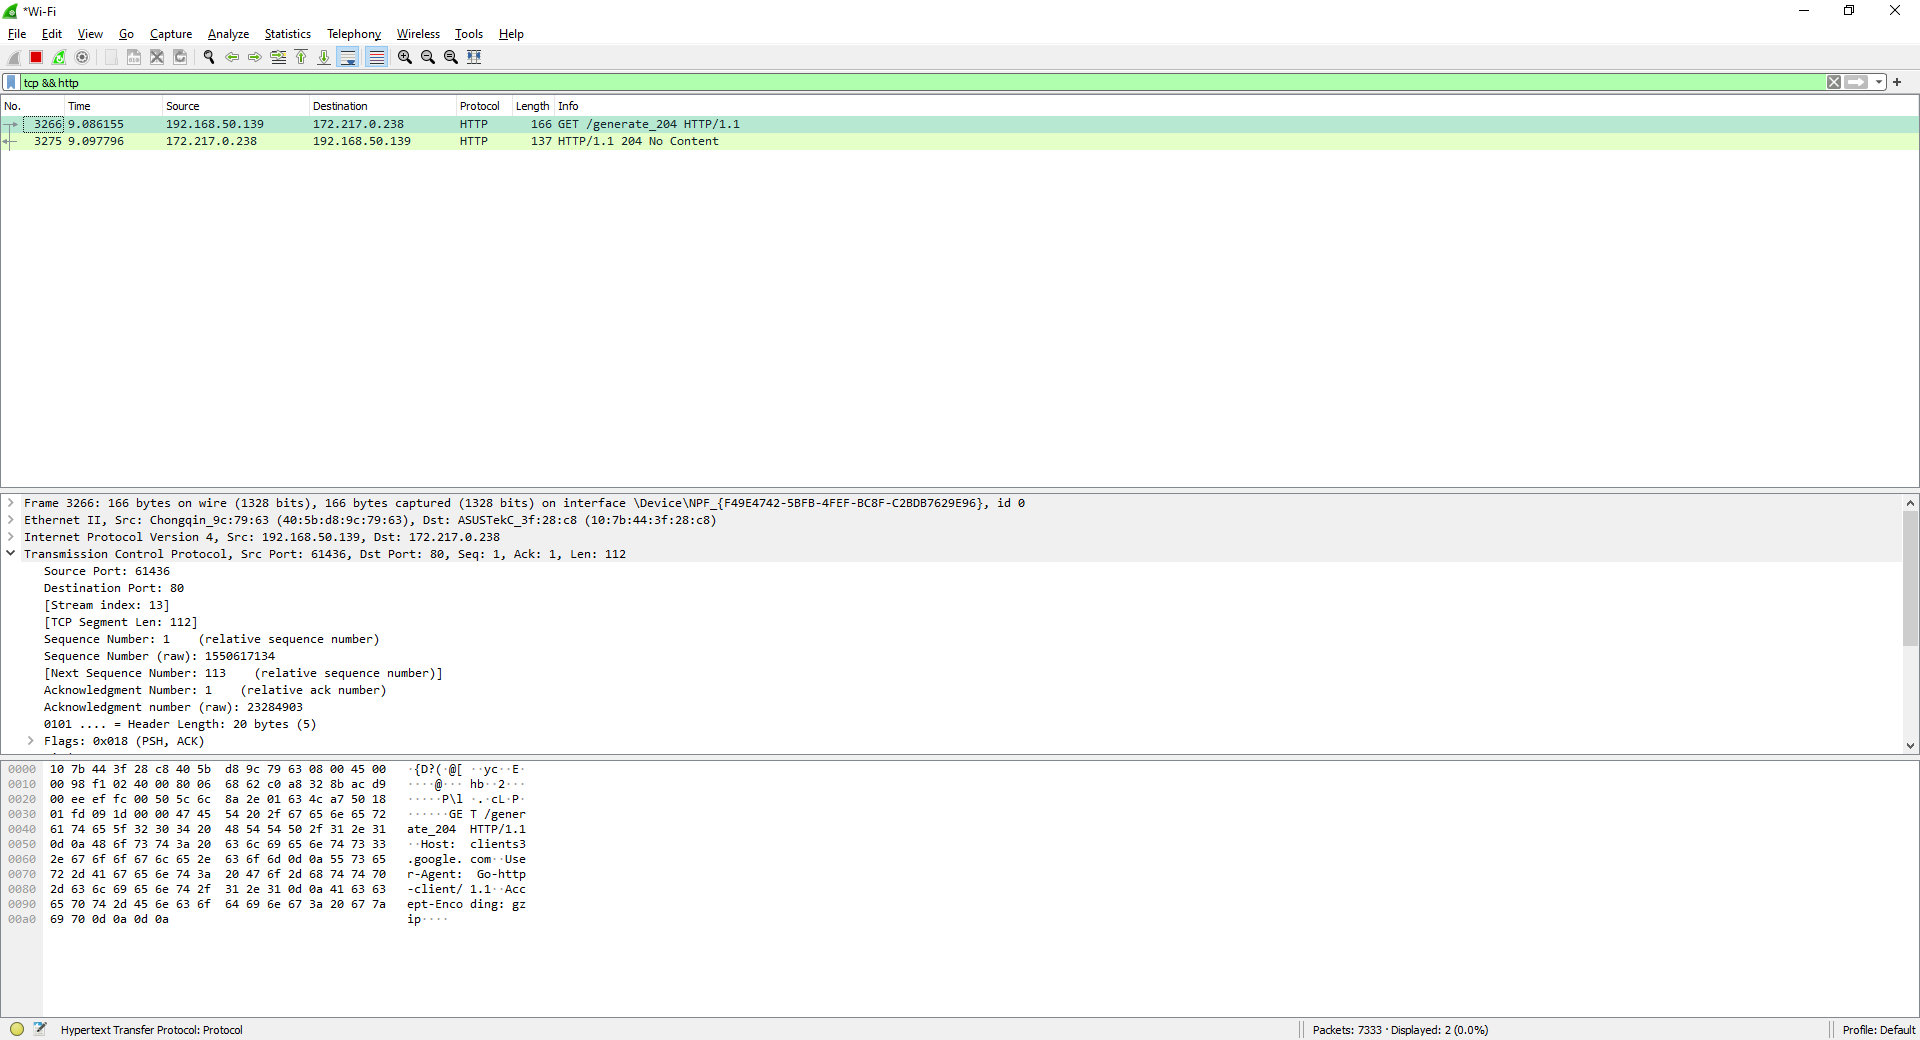 *Wi-Fi
File Edit View Go Capture Analyze Statistics Telephony Wireless Tools Help
tcp && http
No. Time Source Destination Protocol Length Info
3266 9.086155 192.168.50.139 172.217.0.238 HTTP 166 GET /generate_204 HTTP/1.1
3275 9.097796 172.217.0.238 192.168.50.139 HTTP 137 HTTP/1.1 204 No Content
Frame 3266: 166 bytes on wire (1328 bits), 166 bytes captured (1328 bits) on interface \Device\NPF_{F49E4742-5BFB-4FEF-BC8F-C2BDB7629E96}, id 0
Ethernet II, Src: Chongqin_9c:79:63 (40:5b:d8:9c:79:63), Dst: ASUSTekC_3f:28:c8 (10:7b:44:3f:28:c8)
Internet Protocol Version 4, Src: 192.168.50.139, Dst: 172.217.0.238
Transmission Control Protocol, Src Port: 61436, Dst Port: 80, Seq: 1, Ack: 1, Len: 112
Source Port: 61436
Destination Port: 80
[Stream index: 13]
[TCP Segment Len: 112]
Sequence Number: 1 (relative sequence number)
Sequence Number (raw): 1550617134
[Next Sequence Number: 113 (relative sequence number)]
Acknowledgment Number: 1 (relative ack number)
Acknowledgment number (raw): 23284903
0101 .... = Header Length: 20 bytes (5)
Flags: 0x018 (PSH, ACK)
0000 10 7b 44 3f 28 c8 40 5b d8 9c 79 63 08 00 45 00 ·{D?(·@[ ··yc··E·
0010 00 98 f1 02 40 00 80 06 68 62 c0 a8 32 8b ac d9 ····@··· hb··2···
0020 00 ee ef fc 00 50 5c 6c 8a 2e 01 63 4c a7 50 18 ·····P\l ·.·cL·P·
0030 01 fd 09 1d 00 00 47 45 54 20 2f 67 65 6e 65 72 ······GE T /gener
0040 61 74 65 5f 32 30 34 20 48 54 54 50 2f 31 2e 31 ate_204 HTTP/1.1
0050 0d 0a 48 6f 73 74 3a 20 63 6c 69 65 6e 74 73 33 ··Host: clients3
0060 2e 67 6f 6f 67 6c 65 2e 63 6f 6d 0d 0a 55 73 65 .google. com··Use
0070 72 2d 41 67 65 6e 74 3a 20 47 6f 2d 68 74 74 70 r-Agent: Go-http
0080 2d 63 6c 69 65 6e 74 2f 31 2e 31 0d 0a 41 63 63 -client/ 1.1··Acc
0090 65 70 74 2d 45 6e 63 6f 64 69 6e 67 3a 20 67 7a ept-Enco ding: gz
00a0 69 70 0d 0a 0d 0a ip····
Hypertext Transfer Protocol: Protocol Packets: 7333 · Displayed: 2 (0.0%) Profile: Default